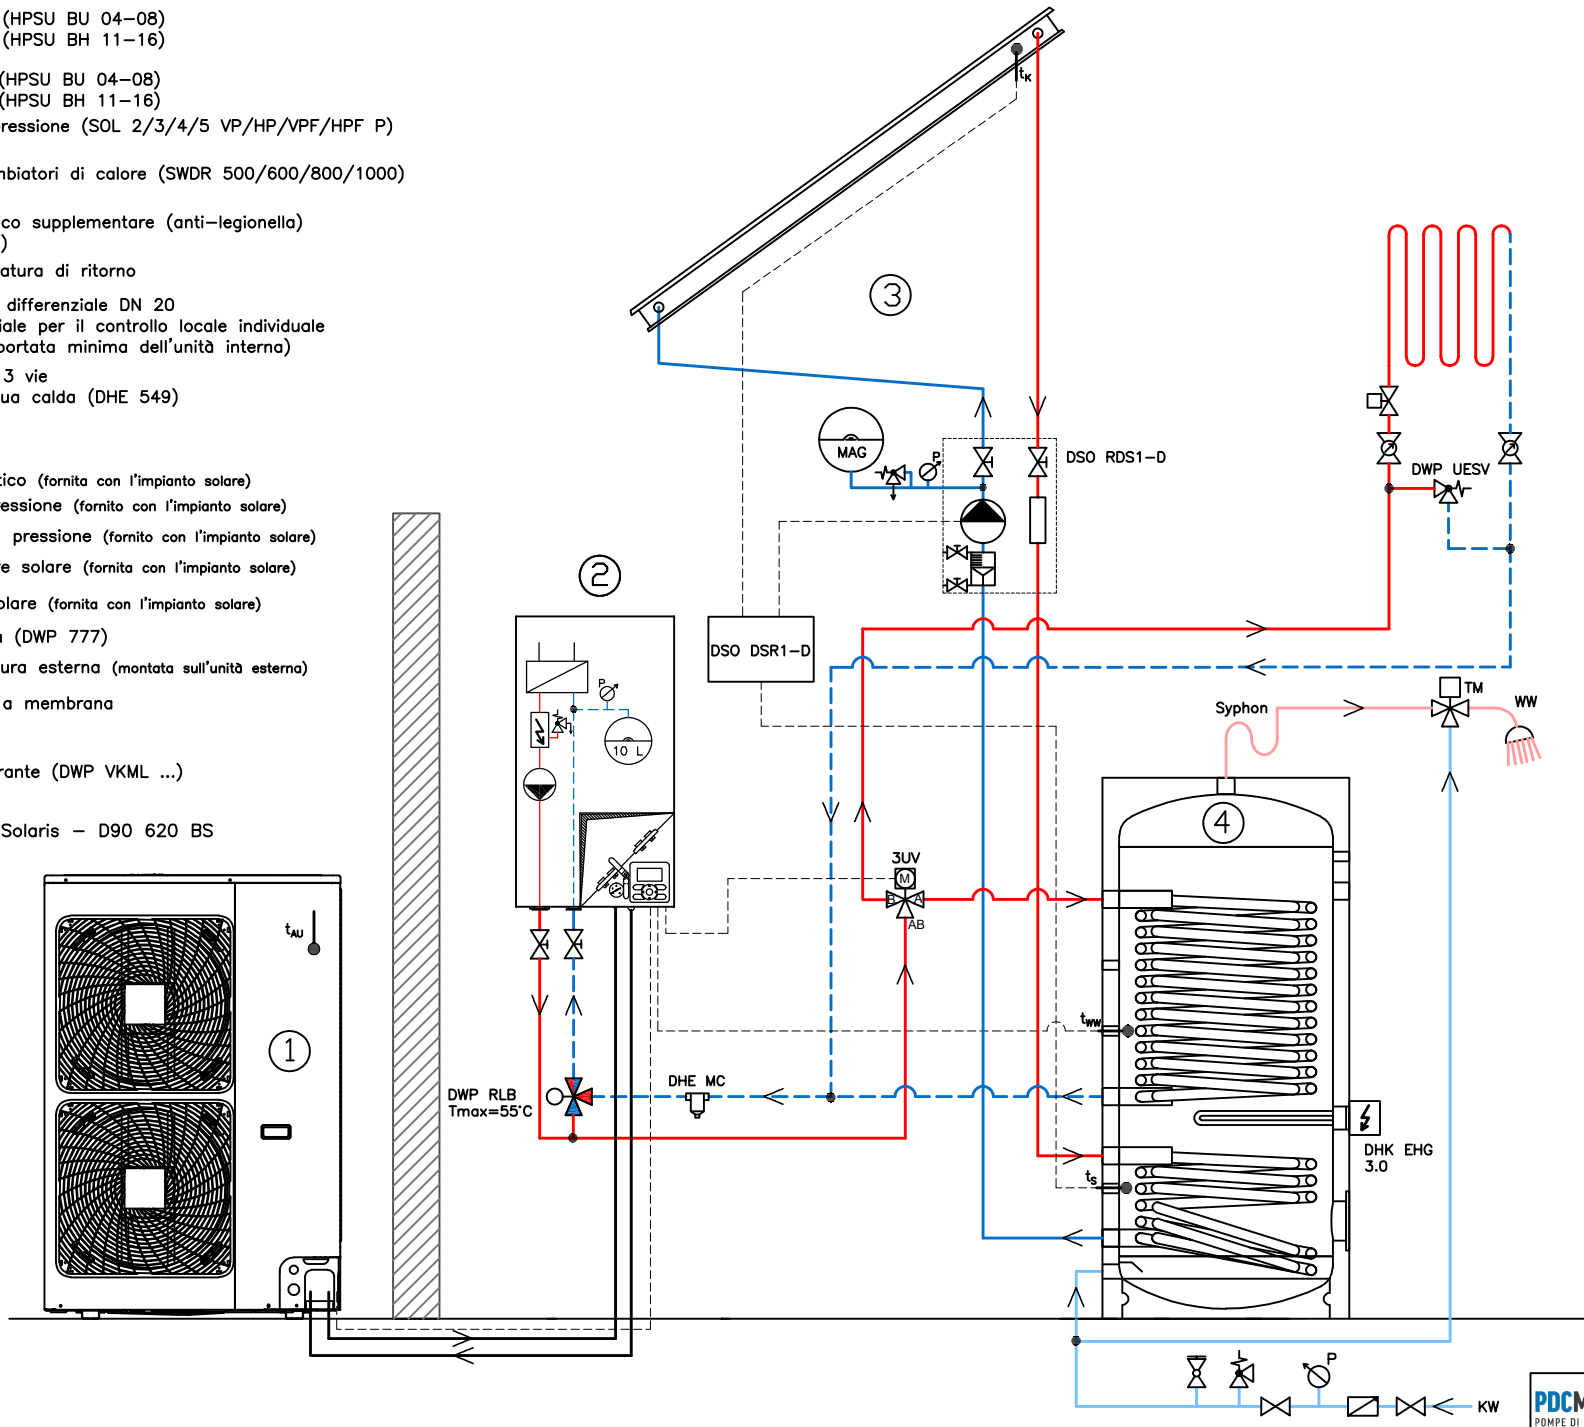 (HPSU BU 04-08)
(HPSU BH 11-16)
(HPSU BU 04-08)
(HPSU BH 11-16)
ressione (SOL 2/3/4/5 VP/HP/VPF/HPF P)
mbiatori di calore (SWDR 500/600/800/1000)
ico supplementare (anti-legionella)
)
atura di ritorno
differenziale DN 20
iale per il controllo locale individuale
portata minima dell'unità interna)
3 vie
ua calda (DHE 549)
tico (fornita con l'impianto solare)
essione (fornito con l'impianto solare)
pressione (fornito con l'impianto solare)
re solare (fornita con l'impianto solare)
olare (fornita con l'impianto solare)
a (DWP 777)
ura esterna (montata sull'unità esterna)
a membrana
rante (DWP VKML ...)
Solaris - D90 620 BS
tK
3
MAG
P
DSO RDS1-D
DWP UESV
2
DSO DSR1-D
P
10 L
TM
WW
Syphon
4
3UV
M
B
A
AB
tAU
1
tWW
DWP RLB
Tmax=55°C
DHE MC
DHK EHG
3.0
tS
P
KW
PDCM
POMPE DI